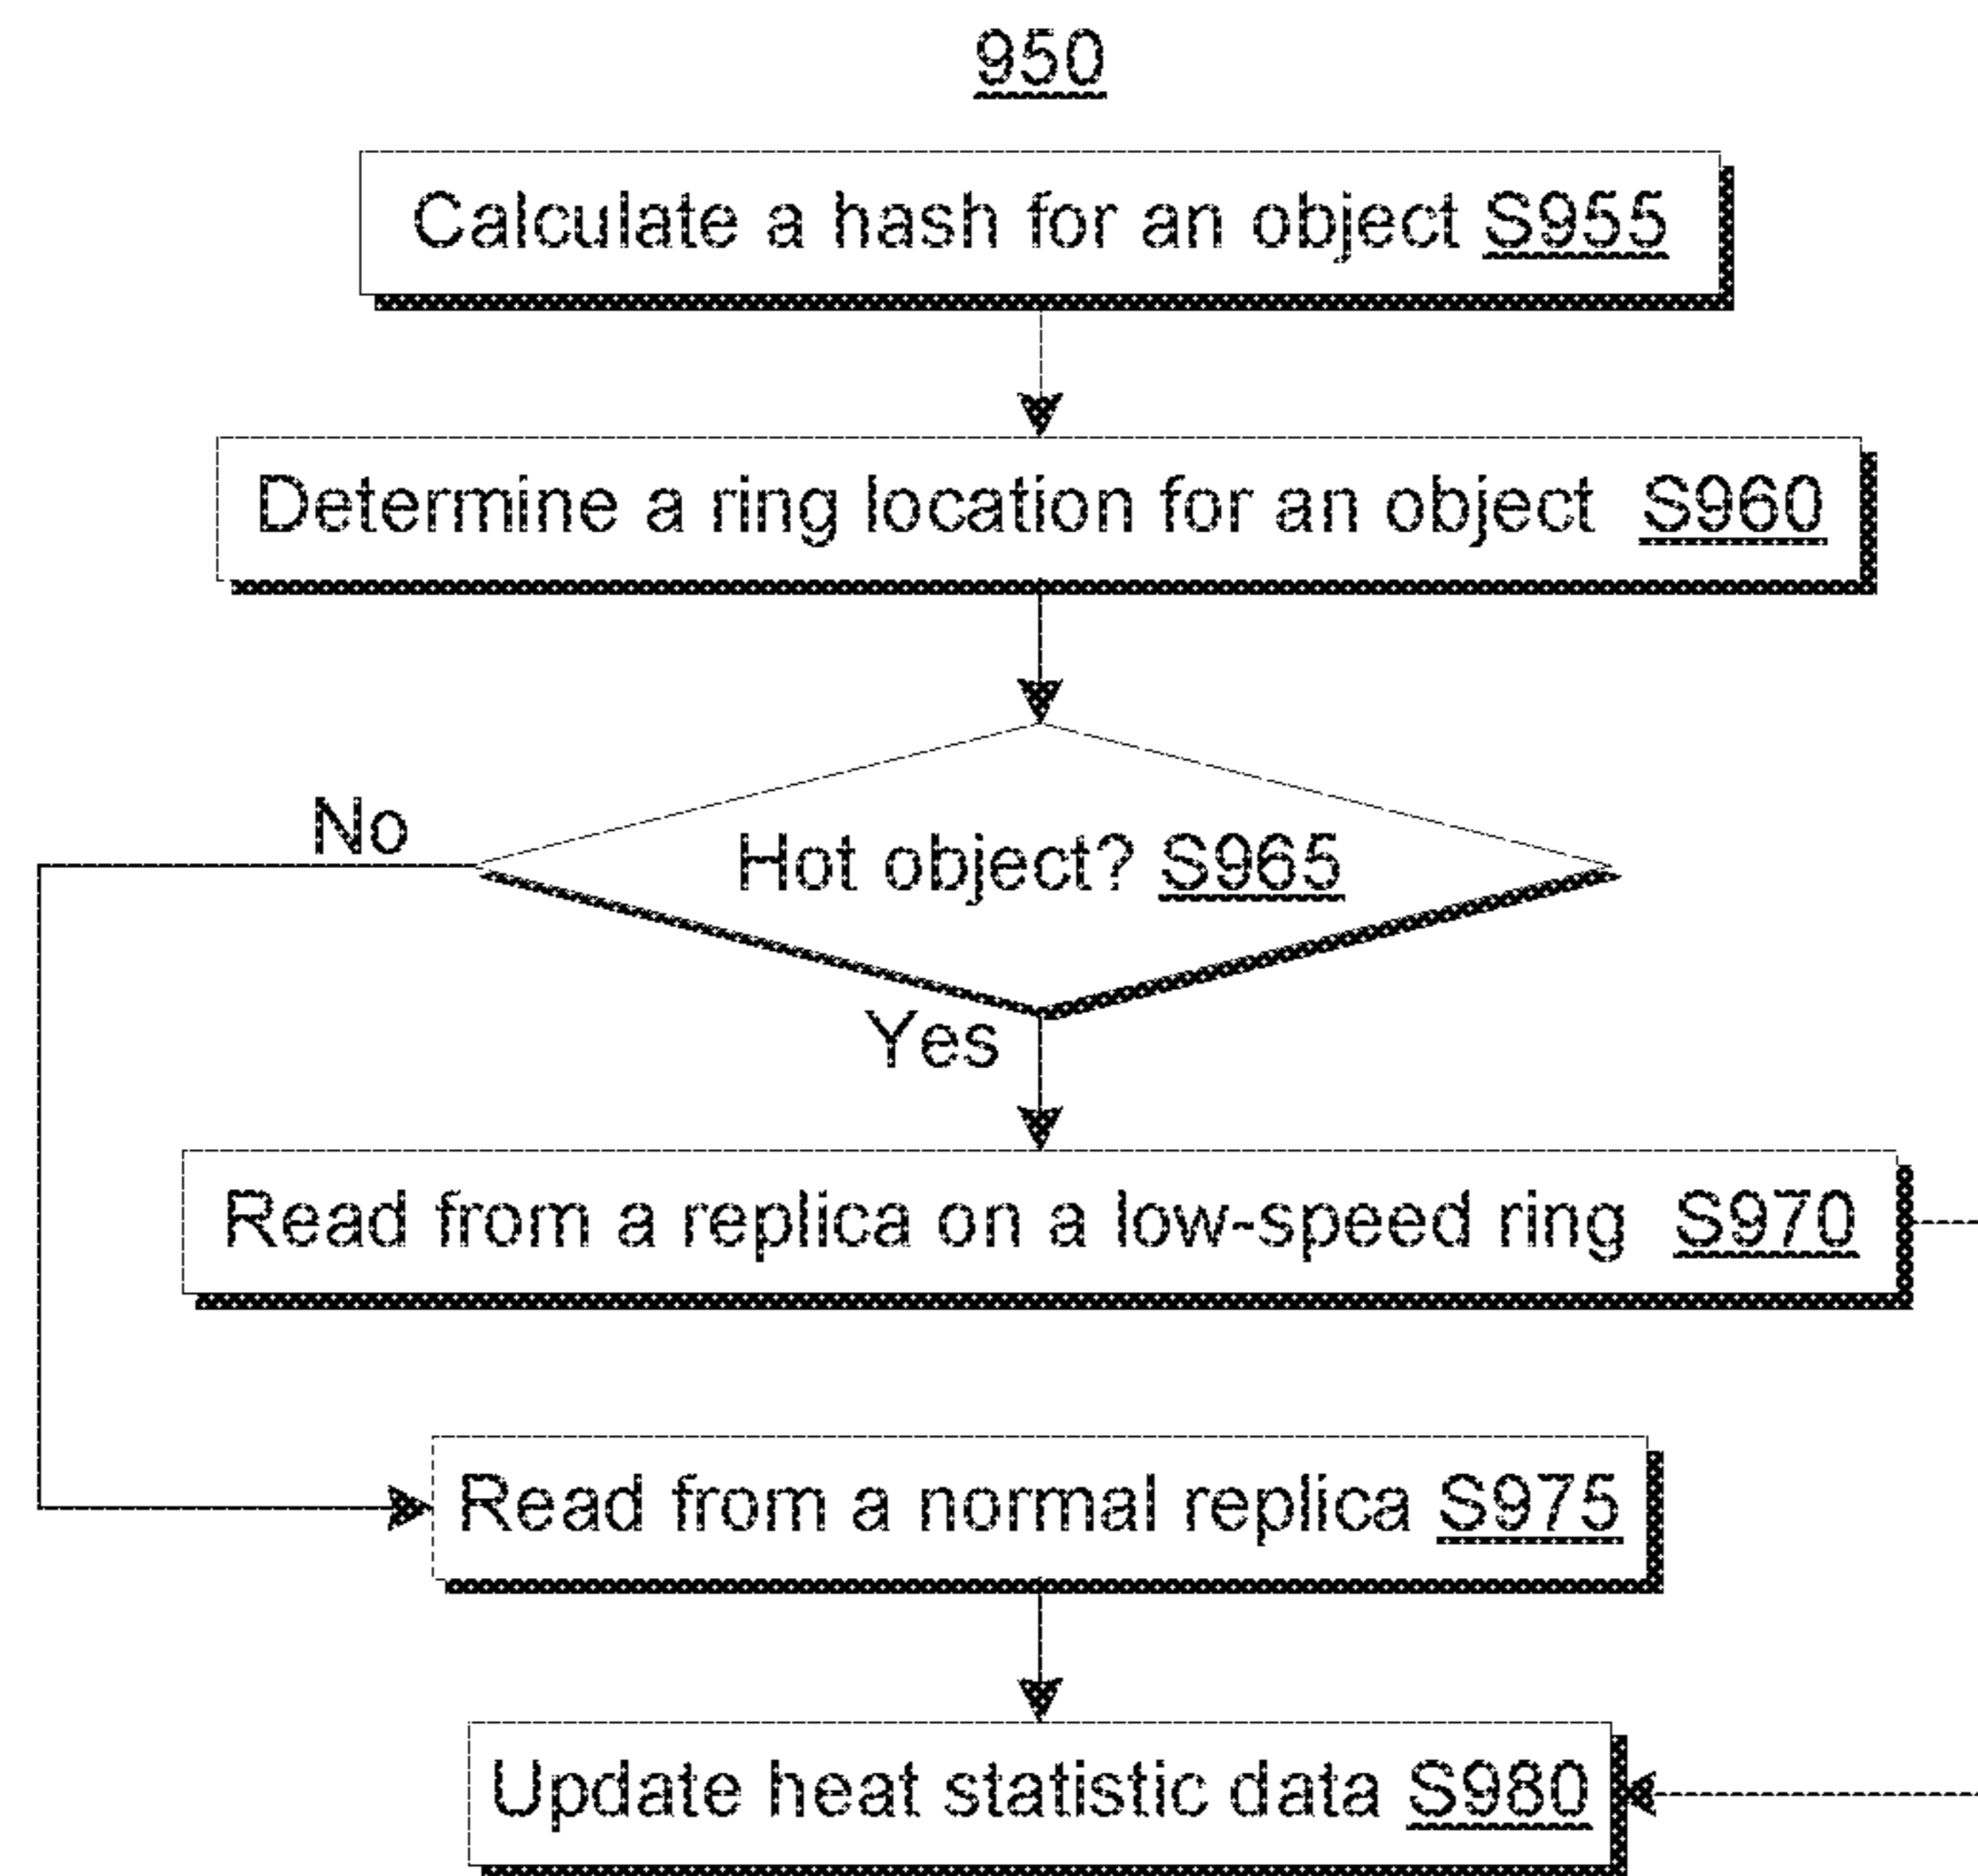 950
Calculate a hash for an object S955
Determine a ring location for an object S960
No
Hot object? S965
Yes
Read from a replica on a low-speed ring S970
Read from a normal replica S975
Update heat statistic data S980